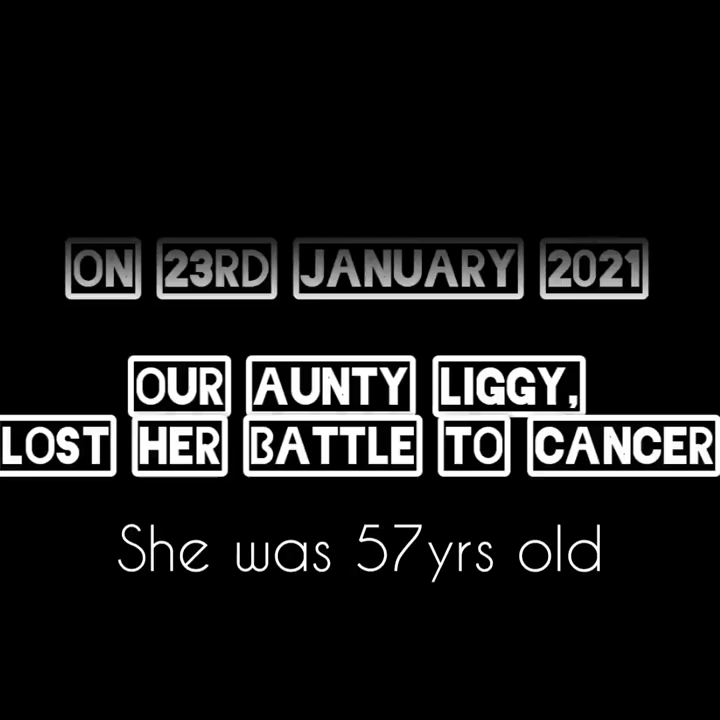 ON 23RD JANUARY 2021
OUR AUNTY LIGGY,
LOST HER BATTLE TO CANCER
She was 57yrs old